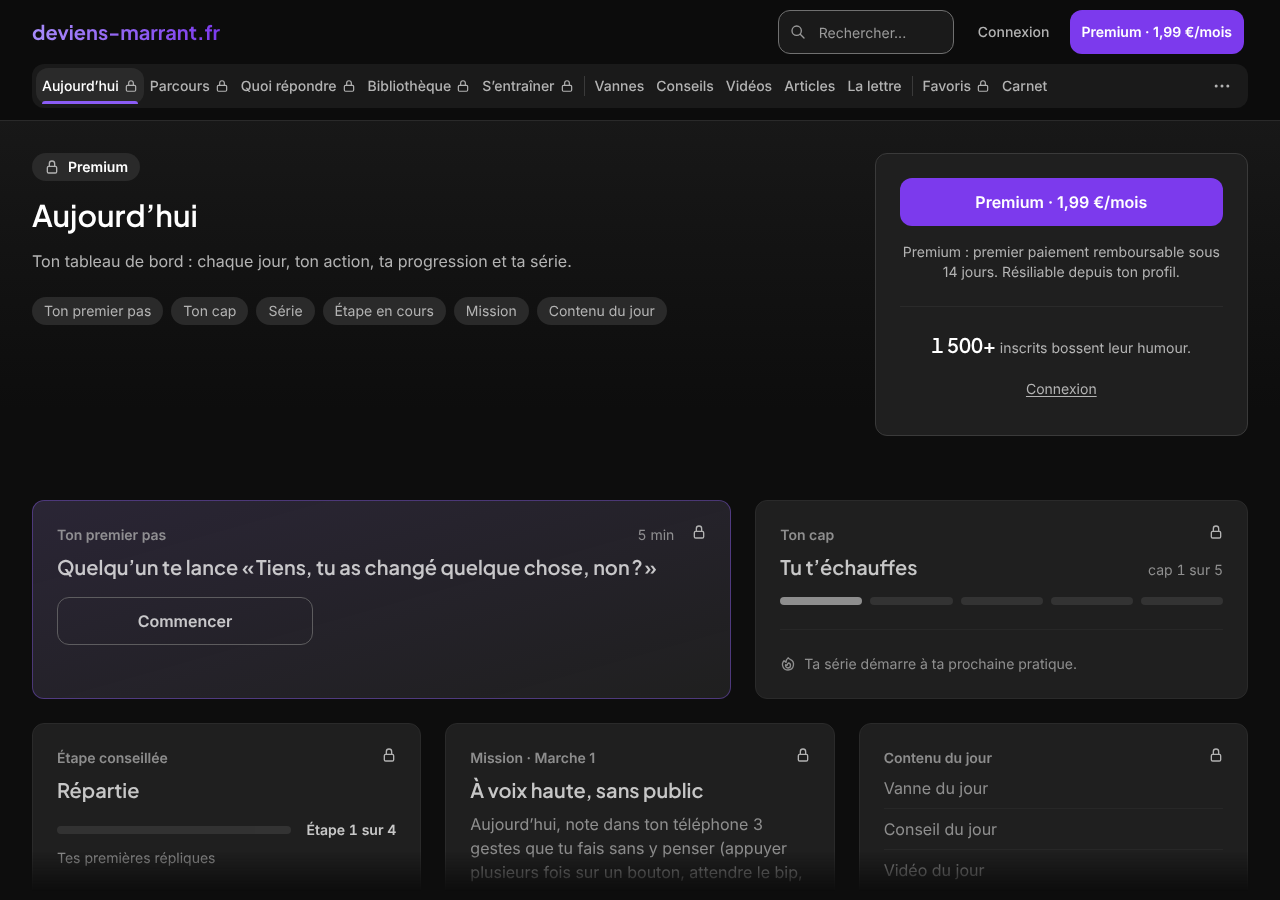 deviens-marrant.fr
Rechercher...
Connexion
Premium · 1,99 €/mois
Aujourd’hui
Parcours
Quoi répondre
Bibliothèque
S’entraîner
Vannes
Conseils
Vidéos
Articles
La lettre
Favoris
Carnet
Premium
Aujourd’hui
Ton tableau de bord : chaque jour, ton action, ta progression et ta série.
Ton premier pas
Ton cap
Série
Étape en cours
Mission
Contenu du jour
Premium · 1,99 €/mois
Premium : premier paiement remboursable sous
14 jours. Résiliable depuis ton profil.
1 500+ inscrits bossent leur humour.
Connexion
Ton premier pas
5 min
Quelqu’un te lance « Tiens, tu as changé quelque chose, non ? »
Commencer
Ton cap
Tu t’échauffes
cap 1 sur 5
Ta série démarre à ta prochaine pratique.
Étape conseillée
Répartie
Étape 1 sur 4
Tes premières répliques
Mission · Marche 1
À voix haute, sans public
Aujourd’hui, note dans ton téléphone 3
gestes que tu fais sans y penser (appuyer
plusieurs fois sur un bouton, attendre le bip,
Contenu du jour
Vanne du jour
Conseil du jour
Vidéo du jour